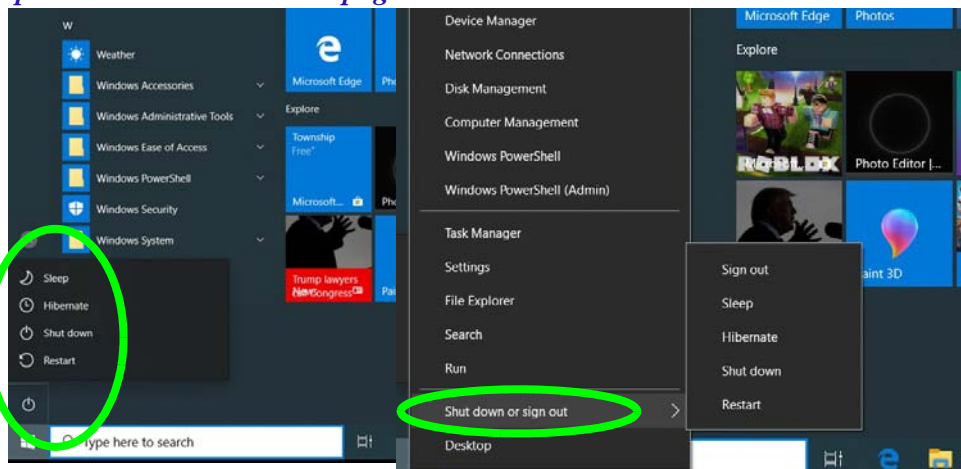 W
Weather
Windows Accessories
Windows Administrative Tools
Windows Ease of Access
Windows PowerShell
Windows Security
Windows System
Sleep
Hibernate
Shut down
Restart
Type here to search
Microsoft Edge
Explore
Township
Free*
Microsoft...
Trump lawyers
Congress
Device Manager
Network Connections
Disk Management
Computer Management
Windows PowerShell
Windows PowerShell (Admin)
Task Manager
Settings
File Explorer
Search
Run
Shut down or sign out
Desktop
Sign out
Sleep
Hibernate
Shut down
Restart
Microsoft Edge
Photos
Explore
ROBLOX
Photo Editor |...
aint 3D